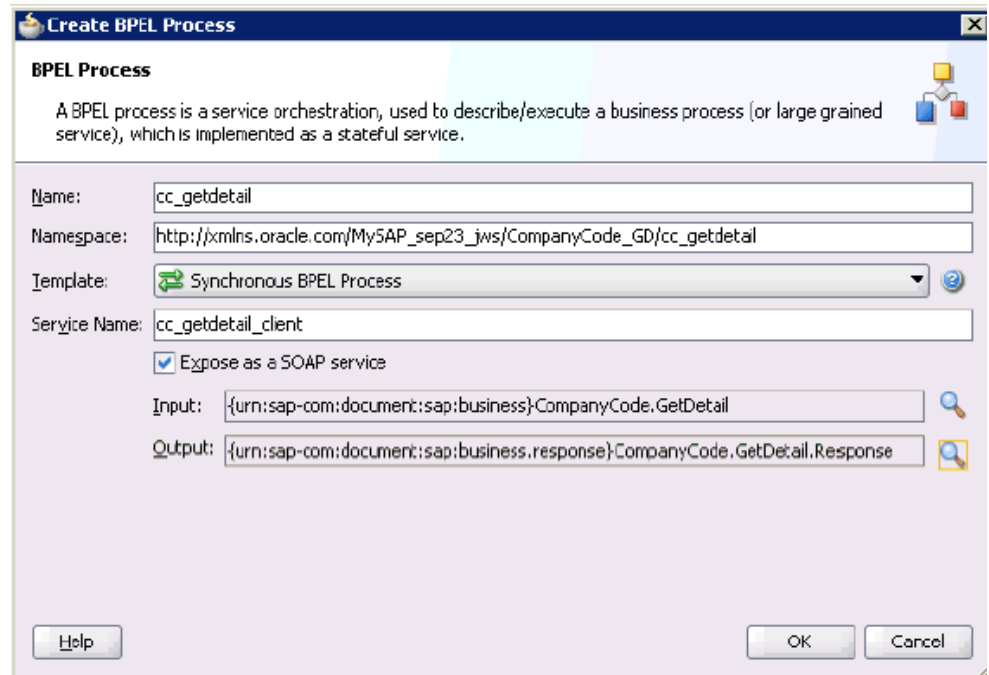 Create BPEL Process
BPEL Process
A BPEL process is a service orchestration, used to describe/execute a business process (or large grained
service), which is implemented as a stateful service.
Name: cc_getdetail
Namespace: http://xmlns.oracle.com/MySAP_sep23_jws/CompanyCode_GD/cc_getdetail
Template: Synchronous BPEL Process
Service Name: cc_getdetail_client
Expose as a SOAP service
Input: {urn:sap-com:document:sap:business}CompanyCode.GetDetail
Output: {urn:sap-com:document:sap:business.response}CompanyCode.GetDetail.Response
Help OK Cancel